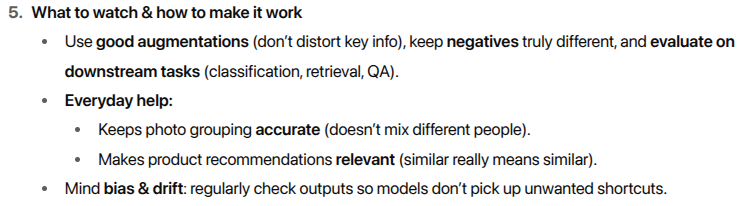 5. What to watch & how to make it work
• Use good augmentations (don’t distort key info), keep negatives truly different, and evaluate on
downstream tasks (classification, retrieval, QA).
• Everyday help:
• Keeps photo grouping accurate (doesn’t mix different people).
• Makes product recommendations relevant (similar really means similar).
• Mind bias & drift: regularly check outputs so models don’t pick up unwanted shortcuts.